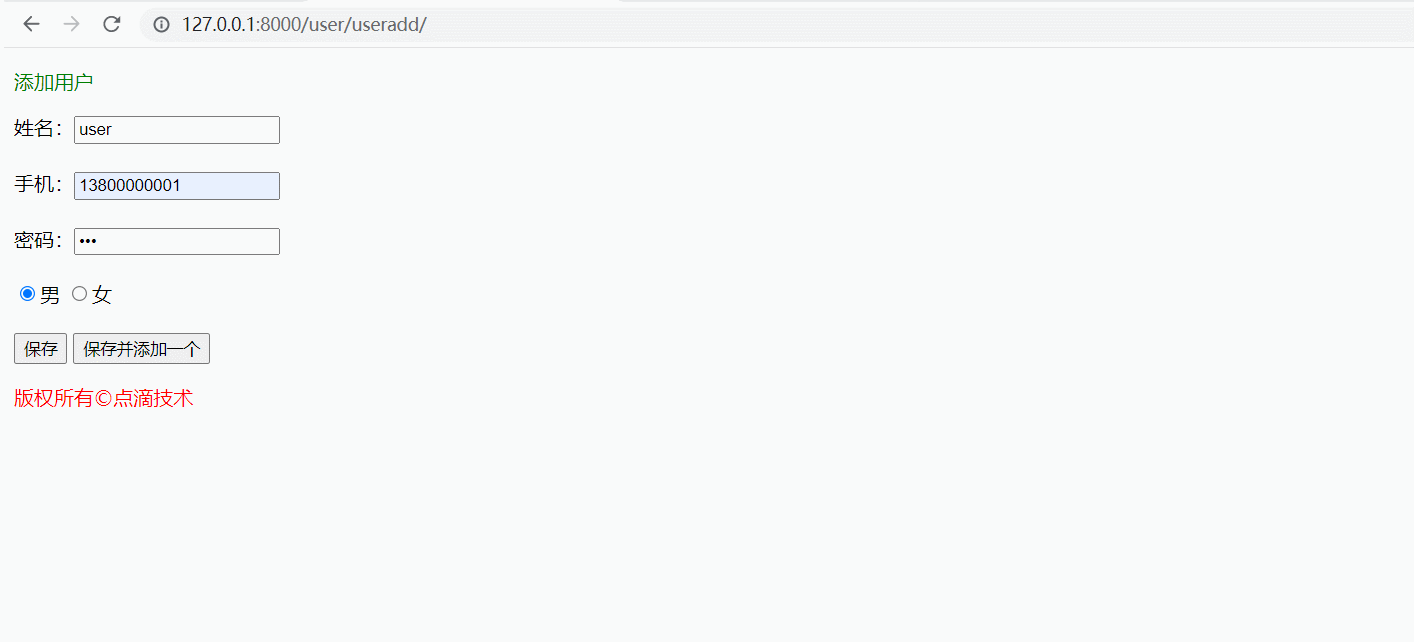 127.0.0.1:8000/user/useradd/
添加用户
姓名：user
手机：13800000001
密码：•••
男 女
保存 保存并添加一个
版权所有©点滴技术